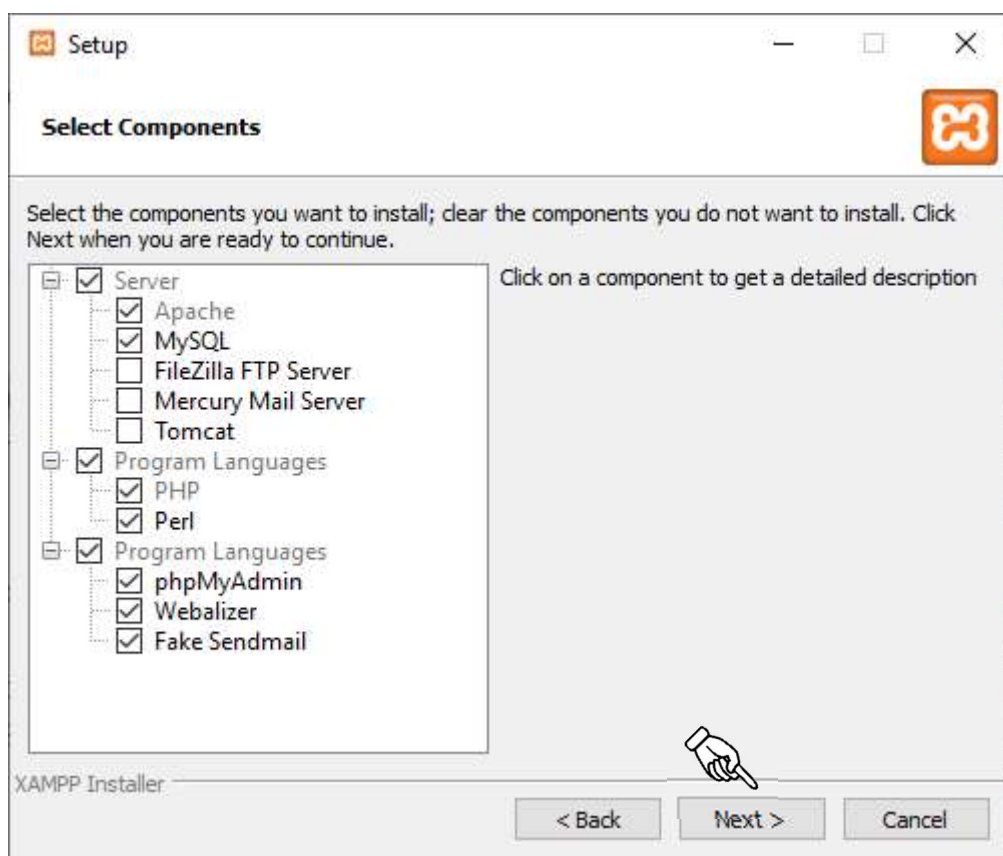 Setup
Select Components
Select the components you want to install; clear the components you do not want to install. Click
Next when you are ready to continue.
Server
Apache
MySQL
FileZilla FTP Server
Mercury Mail Server
Tomcat
Program Languages
PHP
Perl
Program Languages
phpMyAdmin
Webalizer
Fake Sendmail
Click on a component to get a detailed description
XAMPP Installer
< Back
Next >
Cancel